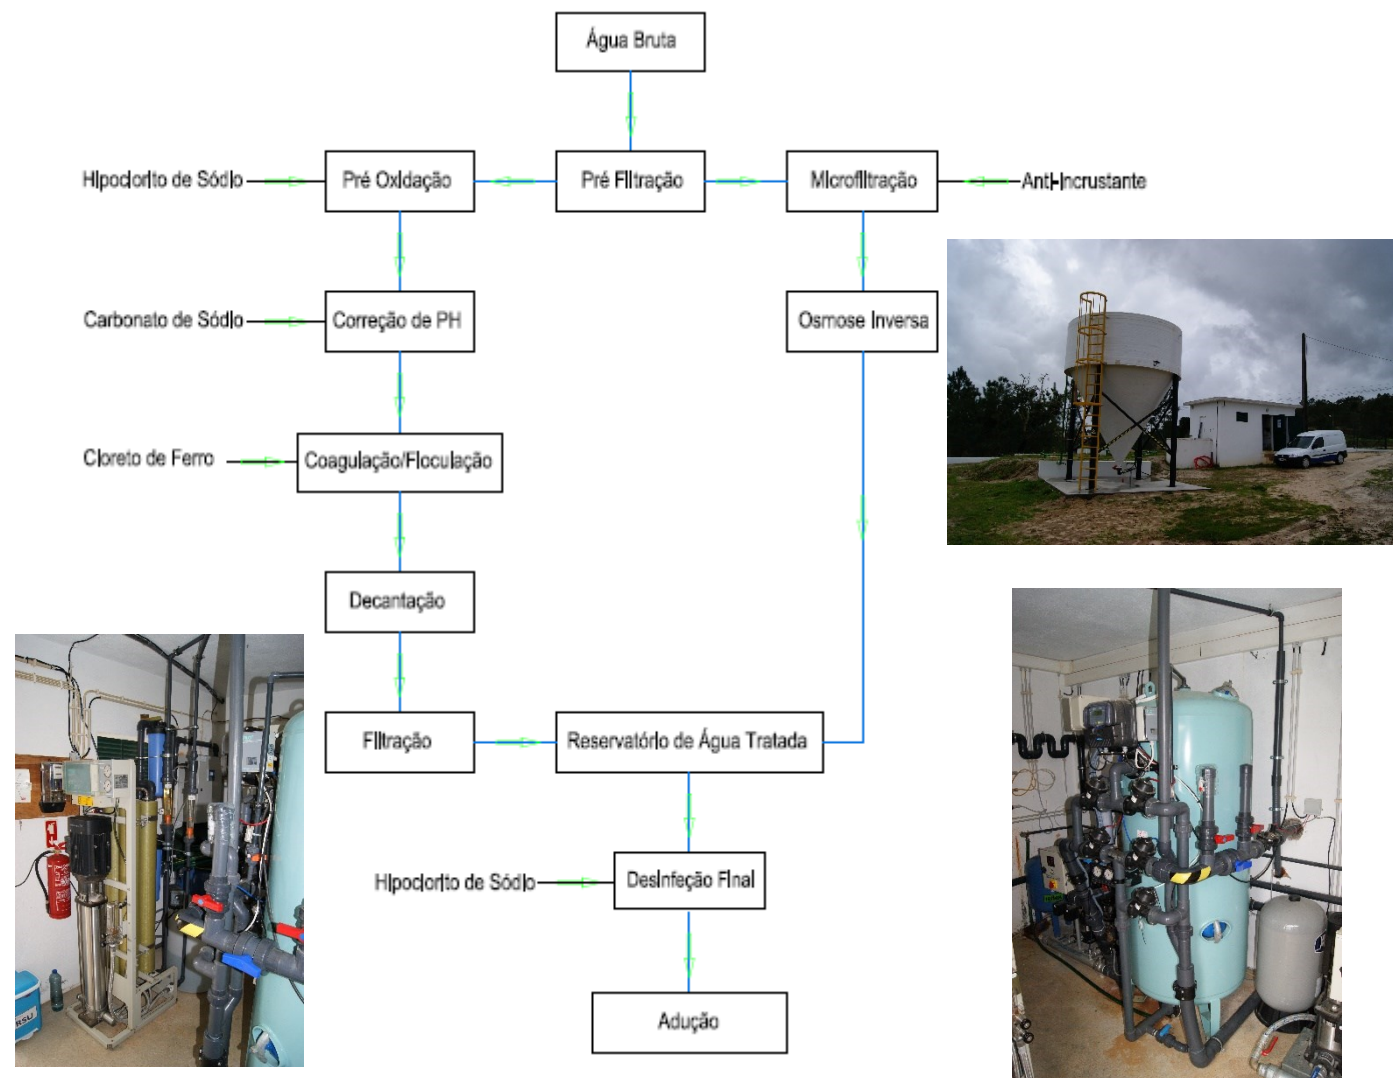 Água Bruta
Hipoclorito de Sódio
Pré Oxidação
Pré Filtração
Microfiltração
Anti-Incrustante
Carbonato de Sódio
Correção de PH
Osmose Inversa
Cloreto de Ferro
Coagulação/Floculação
Decantação
Filtração
Reservatório de Água Tratada
Hipoclorito de Sódio
Desinfeção Final
Adução
RSU